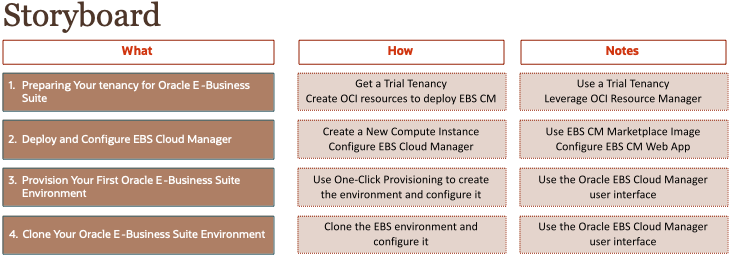 Storyboard
What
How
Notes
1. Preparing Your tenancy for Oracle E-Business
Suite
Get a Trial Tenancy
Create OCI resources to deploy EBS CM
Use a Trial Tenancy
Leverage OCI Resource Manager
2. Deploy and Configure EBS Cloud Manager
Create a New Compute Instance
Configure EBS Cloud Manager
Use EBS CM Marketplace Image
Configure EBS CM Web App
3. Provision Your First Oracle E-Business Suite
Environment
Use One-Click Provisioning to create
the environment and configure it
Use the Oracle EBS Cloud Manager
user interface
4. Clone Your Oracle E-Business Suite Environment
Clone the EBS environment and
configure it
Use the Oracle EBS Cloud Manager
user interface